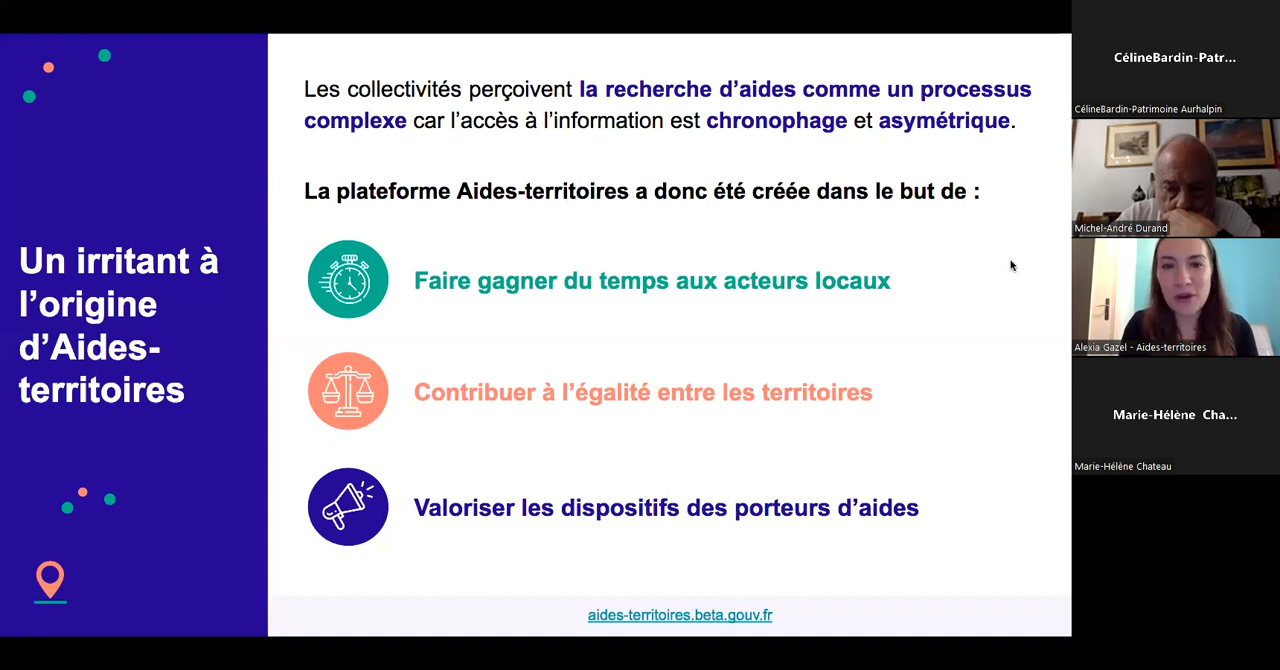 Un irritant à
l’origine
d’Aides-
territoires
Les collectivités perçoivent la recherche d’aides comme un processus
complexe car l’accès à l’information est chronophage et asymétrique.
La plateforme Aides-territoires a donc été créée dans le but de :
Faire gagner du temps aux acteurs locaux
Contribuer à l’égalité entre les territoires
Valoriser les dispositifs des porteurs d’aides
aides-territoires.beta.gouv.fr
CélineBardin-Patr...
CélineBardin-Patrimoine Aurhalpin
Michel-André Durand
Alexia Gazel - Aides-territoires
Marie-Hélène Cha...
Marie-Hélène Chateau